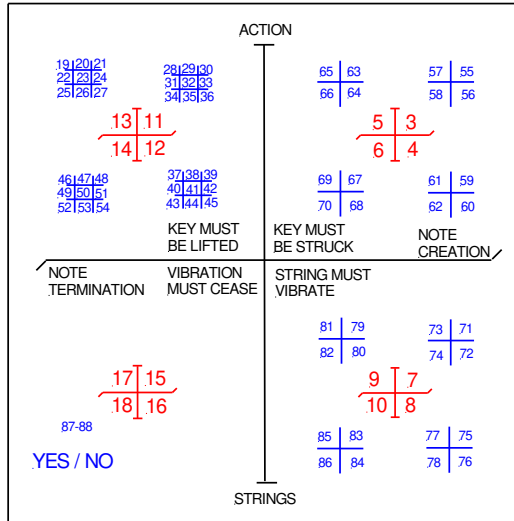 ACTION
19 20 21
22 23 24
25 26 27
28 29 30
31 32 33
34 35 36
65 63
66 64
57 55
58 56
13 11
14 12
5 3
6 4
46 47 48
49 50 51
52 53 54
37 38 39
40 41 42
43 44 45
69 67
70 68
61 59
62 60
KEY MUST
BE LIFTED
KEY MUST
BE STRUCK
NOTE
CREATION
NOTE
TERMINATION
VIBRATION
MUST CEASE
STRING MUST
VIBRATE
81 79
82 80
73 71
74 72
17 15
18 16
9 7
10 8
87-88
YES / NO
85 83
86 84
77 75
78 76
STRINGS